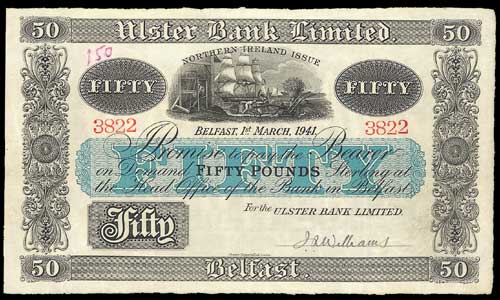 50 Ulster Bank Limited. 50
150
NORTHERN IRELAND ISSUE
FIFTY FIFTY
3822 3822
BELFAST, 1st MARCH, 1941.
FIFTY
Promise to pay the Bearer
on Demand FIFTY POUNDS Sterling at
the Head Office of the Bank in Belfast
For the ULSTER BANK LIMITED.
Fifty
J R Williams
50 Belfast. 50